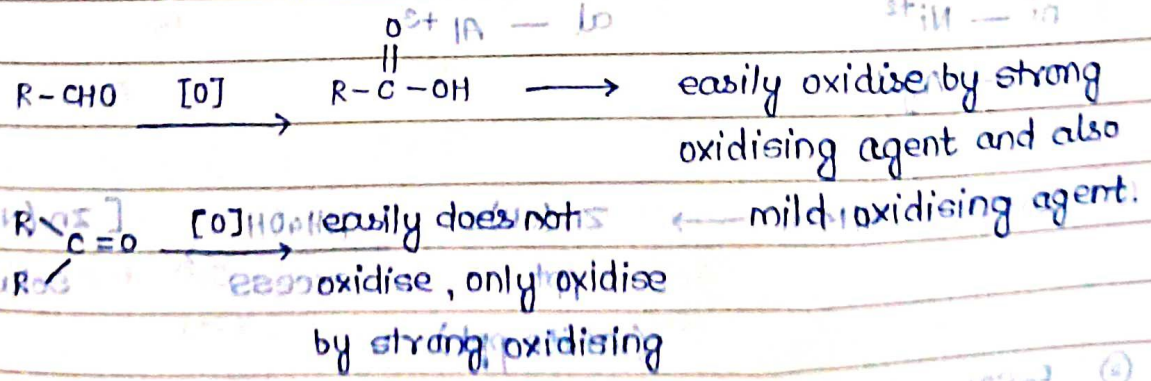 O
||
R-CHO [O] ⟶ R-C-OH ⟶ easily oxidise by strong
oxidising agent and also
mild oxidising agent.
R
C=O [O] ⟶ easily does not
R
oxidise, only oxidise
by strong oxidising